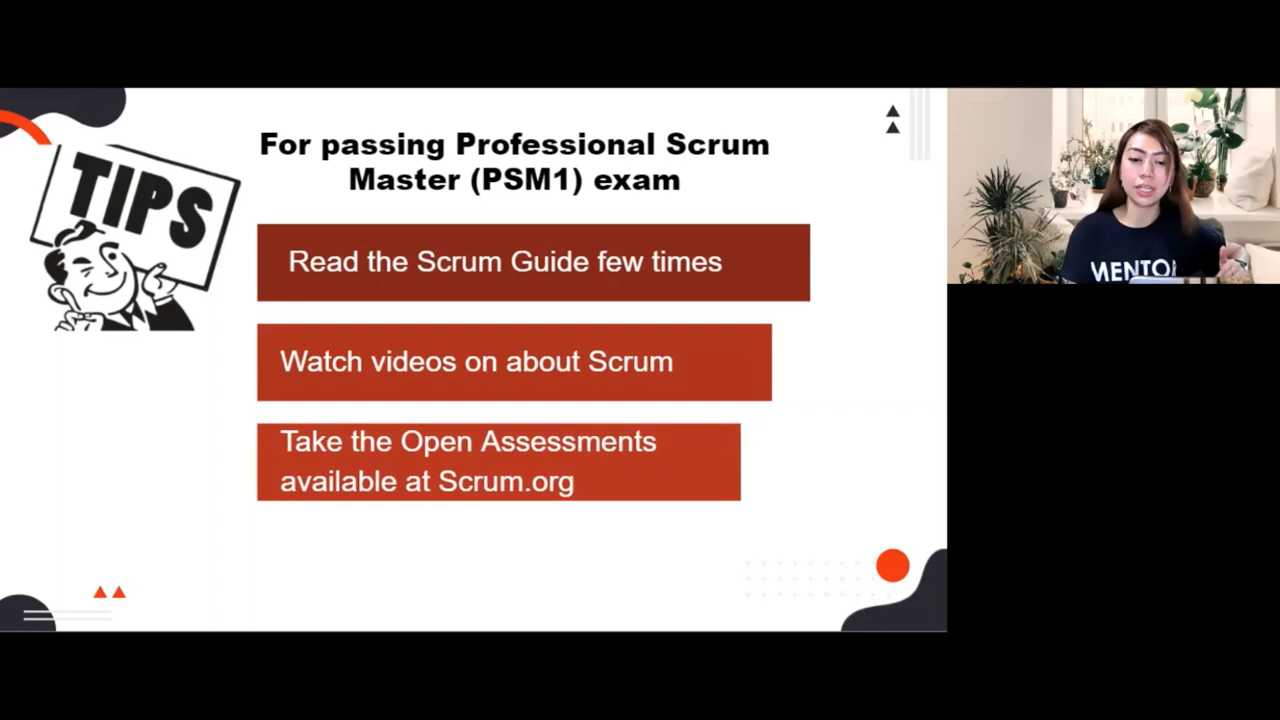 TIPS
For passing Professional Scrum
Master (PSM1) exam
Read the Scrum Guide few times
Watch videos on about Scrum
Take the Open Assessments
available at Scrum.org
MENTOR